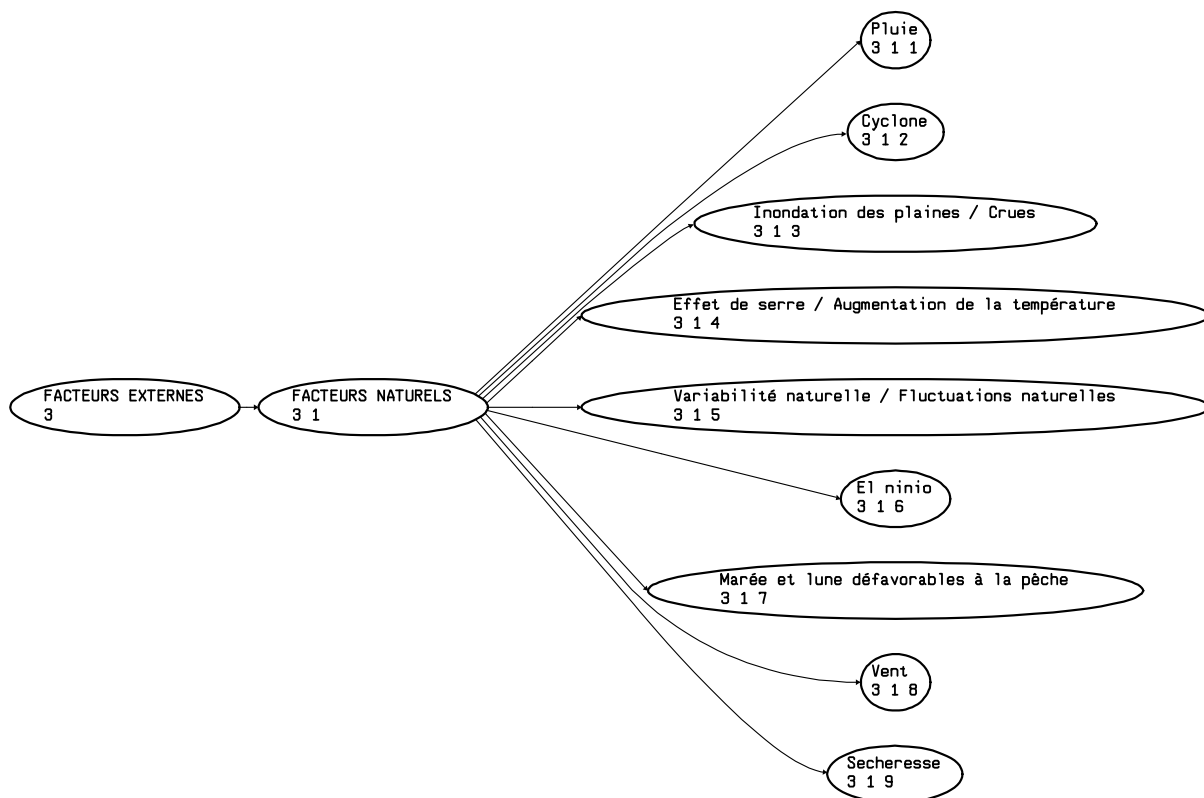 Pluie
3 1 1
Cyclone
3 1 2
Inondation des plaines / Crues
3 1 3
Effet de serre / Augmentation de la température
3 1 4
FACTEURS EXTERNES
3
FACTEURS NATURELS
3 1
Variabilité naturelle / Fluctuations naturelles
3 1 5
El ninio
3 1 6
Marée et lune défavorables à la pêche
3 1 7
Vent
3 1 8
Secheresse
3 1 9